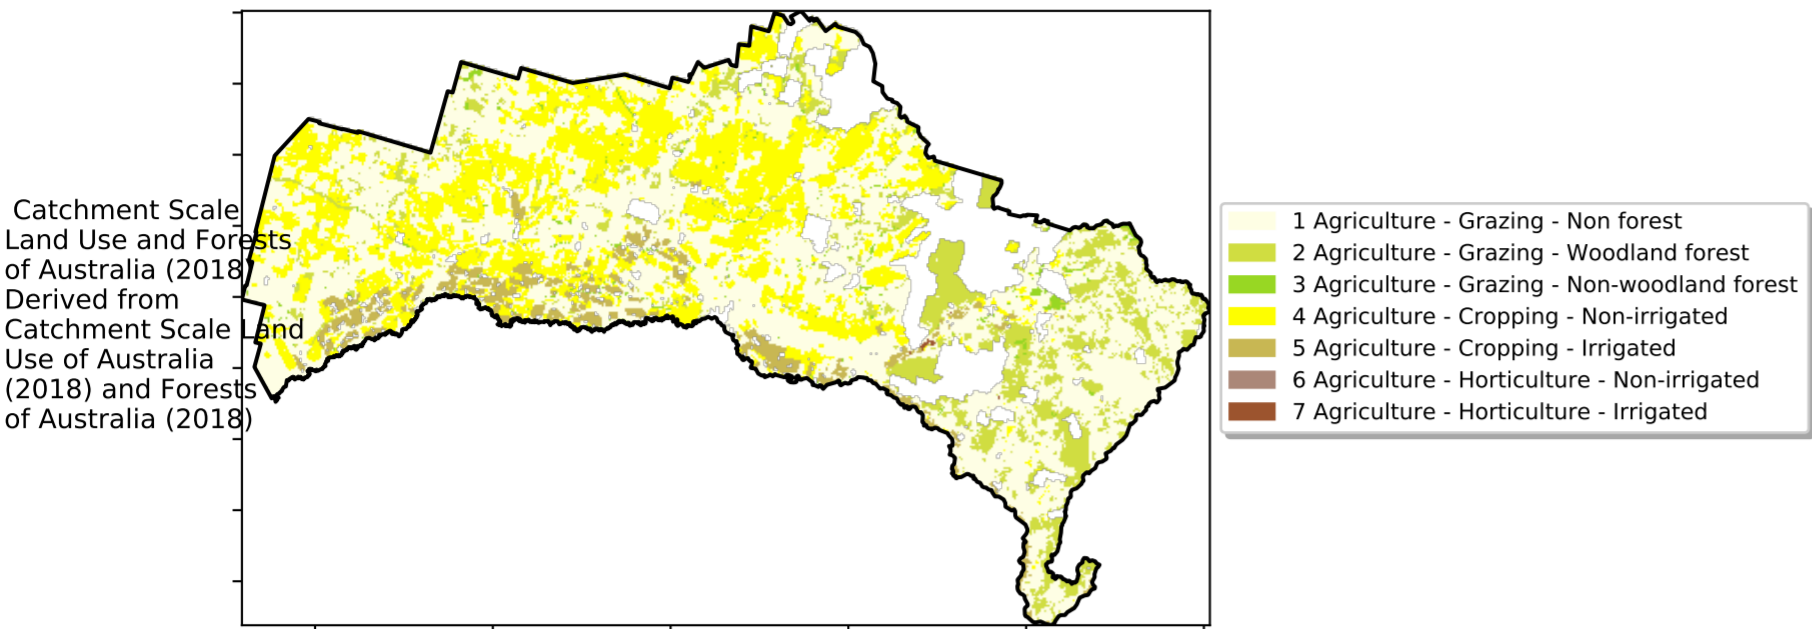 Catchment Scale
Land Use and Forests
of Australia (2018)
Derived from
Catchment Scale Land
Use of Australia
(2018) and Forests
of Australia (2018)
1 Agriculture - Grazing - Non forest
2 Agriculture - Grazing - Woodland forest
3 Agriculture - Grazing - Non-woodland forest
4 Agriculture - Cropping - Non-irrigated
5 Agriculture - Cropping - Irrigated
6 Agriculture - Horticulture - Non-irrigated
7 Agriculture - Horticulture - Irrigated